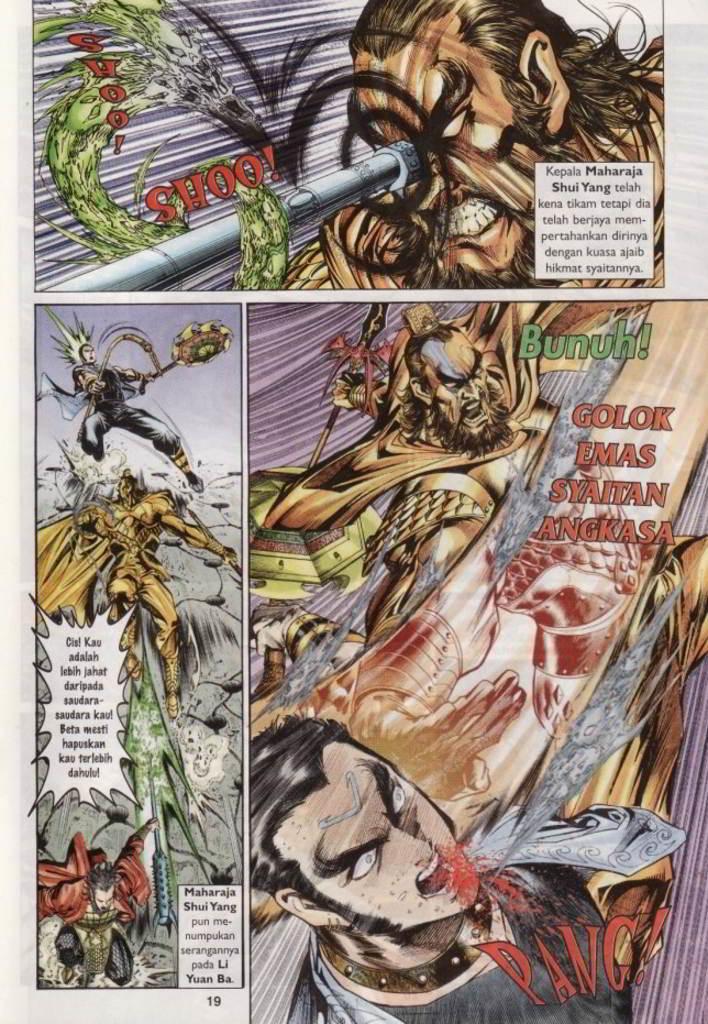 SHOO!
SHOO!
Kepala Maharaja
Shui Yang telah
kena tikam tetapi dia
telah berjaya mem-
pertahankan dirinya
dengan kuasa ajaib
hikmat syaitannya.
Cis! Kau
adalah
lebih jahat
daripada
saudara-
saudara kau!
Beta mesti
hapuskan
kau terlebih
dahulu!
Maharaja
Shui Yang
pun me-
numpukan
serangannya
pada Li
Yuan Ba.
Bunuh!
GOLOK
EMAS
SYAITAN
ANGKASA
PANG!
19